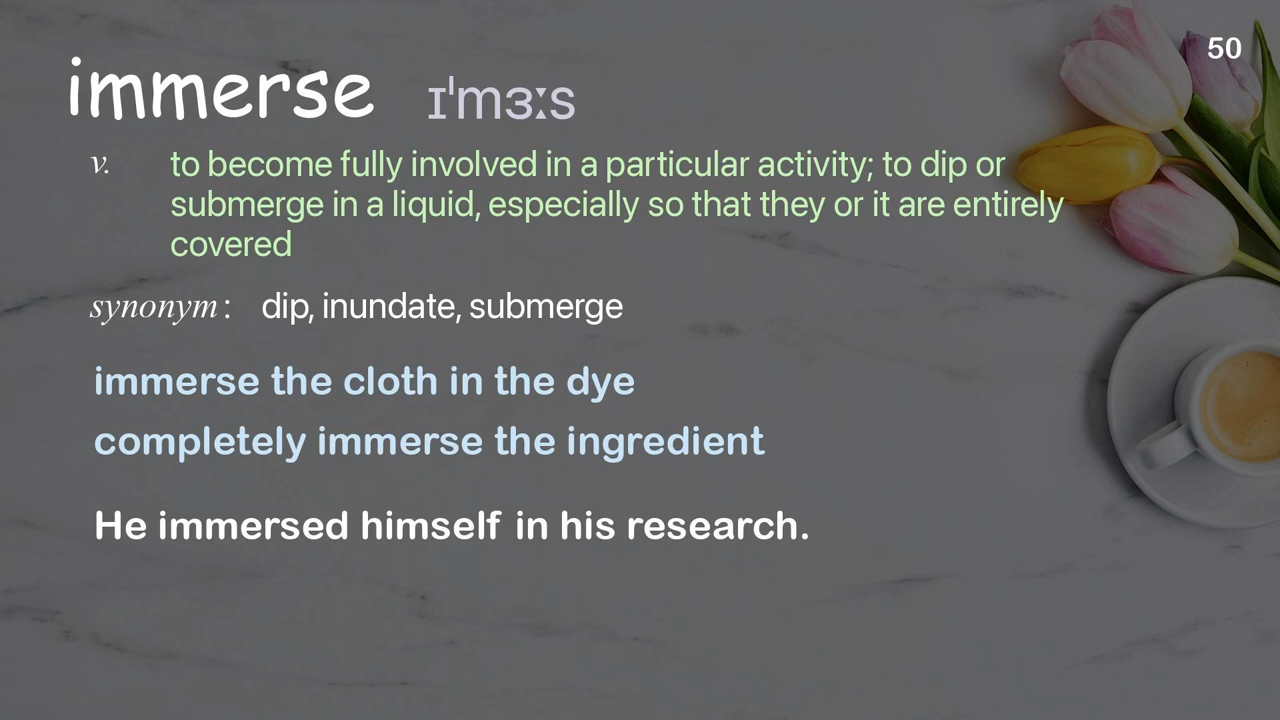 50
immerse ɪˈmɜːs
v. to become fully involved in a particular activity; to dip or
submerge in a liquid, especially so that they or it are entirely
covered
synonym: dip, inundate, submerge
immerse the cloth in the dye
completely immerse the ingredient
He immersed himself in his research.